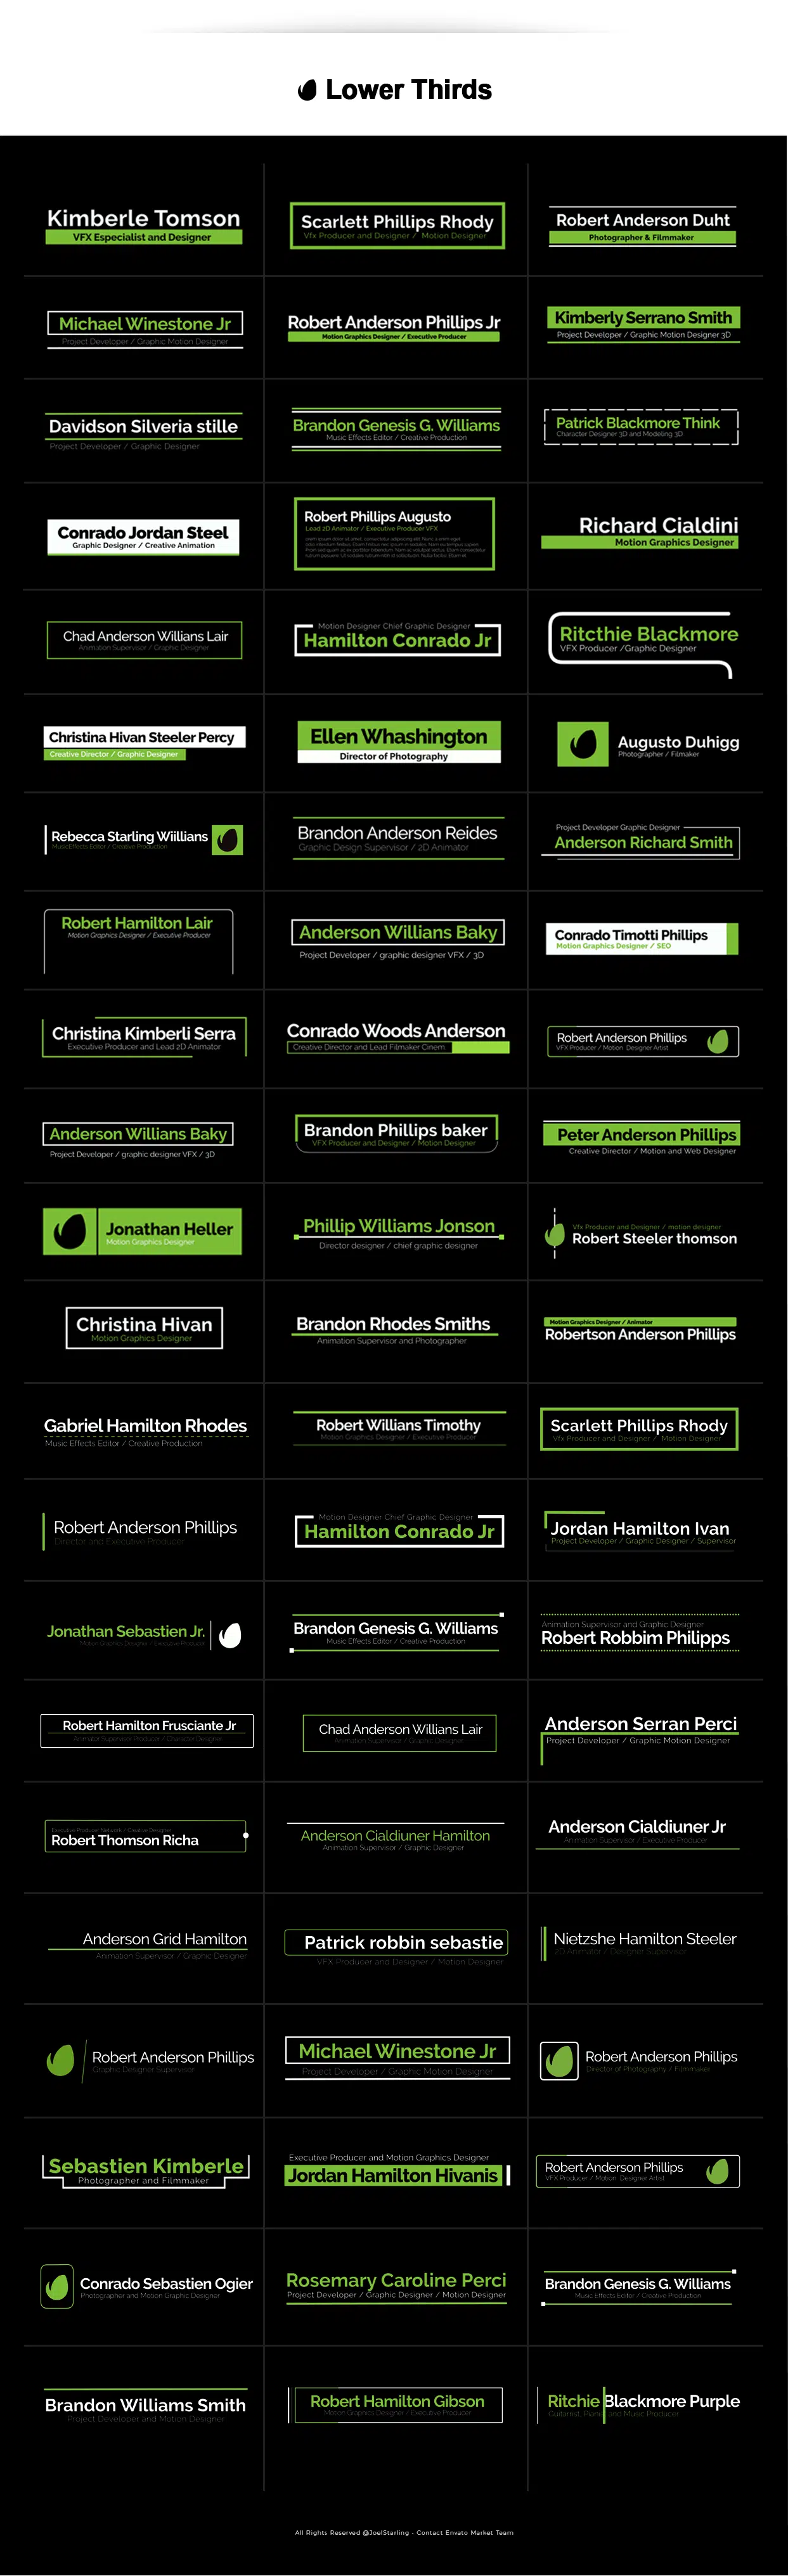 Lower Thirds
Kimberle Tomson
VFX Especialist and Designer
Scarlett Phillips Rhody
Vfx Producer and Designer / Motion Designer
Robert Anderson Duht
Photographer & Filmmaker
Michael Winestone Jr
Project Developer / Graphic Motion Designer
Robert Anderson Phillips Jr
Motion Graphics Designer / Executive Producer
Kimberly Serrano Smith
Project Developer / Graphic Motion Designer 3D
Davidson Silveria stille
Project Developer / Graphic Designer
Brandon Genesis G. Williams
Music Effects Editor / Creative Production
Patrick Blackmore Think
Character Designer 3D and Modeling 3D
Conrado Jordan Steel
Graphic Designer / Creative Animation
Robert Phillips Augusto
Lead 2D Animator / Executive Producer VFX
Richard Cialdini
Motion Graphics Designer
Chad Anderson Willians Lair
Animation Supervisor / Graphic Designer
Motion Designer Chief Graphic Designer
Hamilton Conrado Jr
Ritcthie Blackmore
VFX Producer /Graphic Designer
Christina Hivan Steeler Percy
Creative Director / Graphic Designer
Ellen Whashington
Director of Photography
Augusto Duhigg
Photographer / Filmaker
Rebecca Starling Wiillians
MusicEffects Editor / Creative Production
Brandon Anderson Reides
Graphic Design Supervisor / 2D Animator
Project Developer Graphic Designer
Anderson Richard Smith
Robert Hamilton Lair
Motion Graphics Designer / Executive Producer
Anderson Willians Baky
Project Developer / graphic designer VFX / 3D
Conrado Timotti Phillips
Motion Graphics Designer / SEO
Christina Kimberli Serra
Executive Producer and Lead 2D Animator
Conrado Woods Anderson
Creative Director and Lead Filmaker Cinem
Robert Anderson Phillips
VFX Producer / Motion Designer Artist
Anderson Willians Baky
Project Developer / graphic designer VFX / 3D
Brandon Phillips baker
VFX Producer and Designer / Motion Designer
Peter Anderson Phillips
Creative Director / Motion and Web Designer
Jonathan Heller
Motion Graphics Designer
Phillip Williams Jonson
Director designer / chief graphic designer
Vfx Producer and Designer / motion designer
Robert Steeler thomson
Christina Hivan
Motion Graphics Designer
Brandon Rhodes Smiths
Animation Supervisor and Photographer
Motion Graphics Designer / Animator
Robertson Anderson Phillips
Gabriel Hamilton Rhodes
Music Effects Editor / Creative Production
Robert Willians Timothy
Motion Graphics Designer / Executive Producer
Scarlett Phillips Rhody
Vfx Producer and Designer / Motion Designer
Robert Anderson Phillips
Director and Executive Producer
Motion Designer Chief Graphic Designer
Hamilton Conrado Jr
Jordan Hamilton Ivan
Project Developer / Graphic Designer / Supervisor
Jonathan Sebastien Jr.
Motion Graphics Designer / Executive Producer
Brandon Genesis G. Williams
Music Effects Editor / Creative Production
Animation Supervisor and Graphic Designer
Robert Robbim Philipps
Robert Hamilton Frusciante Jr
Animator Supervisor Producer / Character Designer
Chad Anderson Willians Lair
Animation Supervisor / Graphic Designer
Anderson Serran Perci
Project Developer / Graphic Motion Designer
Executive Producer Network / Creative Designer
Robert Thomson Richa
Anderson Cialdiuner Hamilton
Animation Supervisor / Graphic Designer
Anderson Cialdiuner Jr
Animation Supervisor / Executive Producer
Anderson Grid Hamilton
Animation Supervisor / Graphic Designer
Patrick robbin sebastie
VFX Producer and Designer / Motion Designer
Nietzshe Hamilton Steeler
2D Animator / Designer Supervisor
Robert Anderson Phillips
Graphic Designer Supervisor
Michael Winestone Jr
Project Developer / Graphic Motion Designer
Robert Anderson Phillips
Director of Photography / Filmmaker
Sebastien Kimberle
Photographer and Filmmaker
Executive Producer and Motion Graphics Designer
Jordan Hamilton Hivanis
Robert Anderson Phillips
VFX Producer / Motion Designer Artist
Conrado Sebastien Ogier
Photographer and Motion Graphic Designer
Rosemary Caroline Perci
Project Developer / Graphic Designer / Motion Designer
Brandon Genesis G. Williams
Music Effects Editor / Creative Production
Brandon Williams Smith
Project Developer and Motion Designer
Robert Hamilton Gibson
Motion Graphics Designer / Executive Producer
Ritchie Blackmore Purple
Guitarrist, Piano and Music Producer
All Rights Reserved @JoelStarling - Contact Envato Market Team